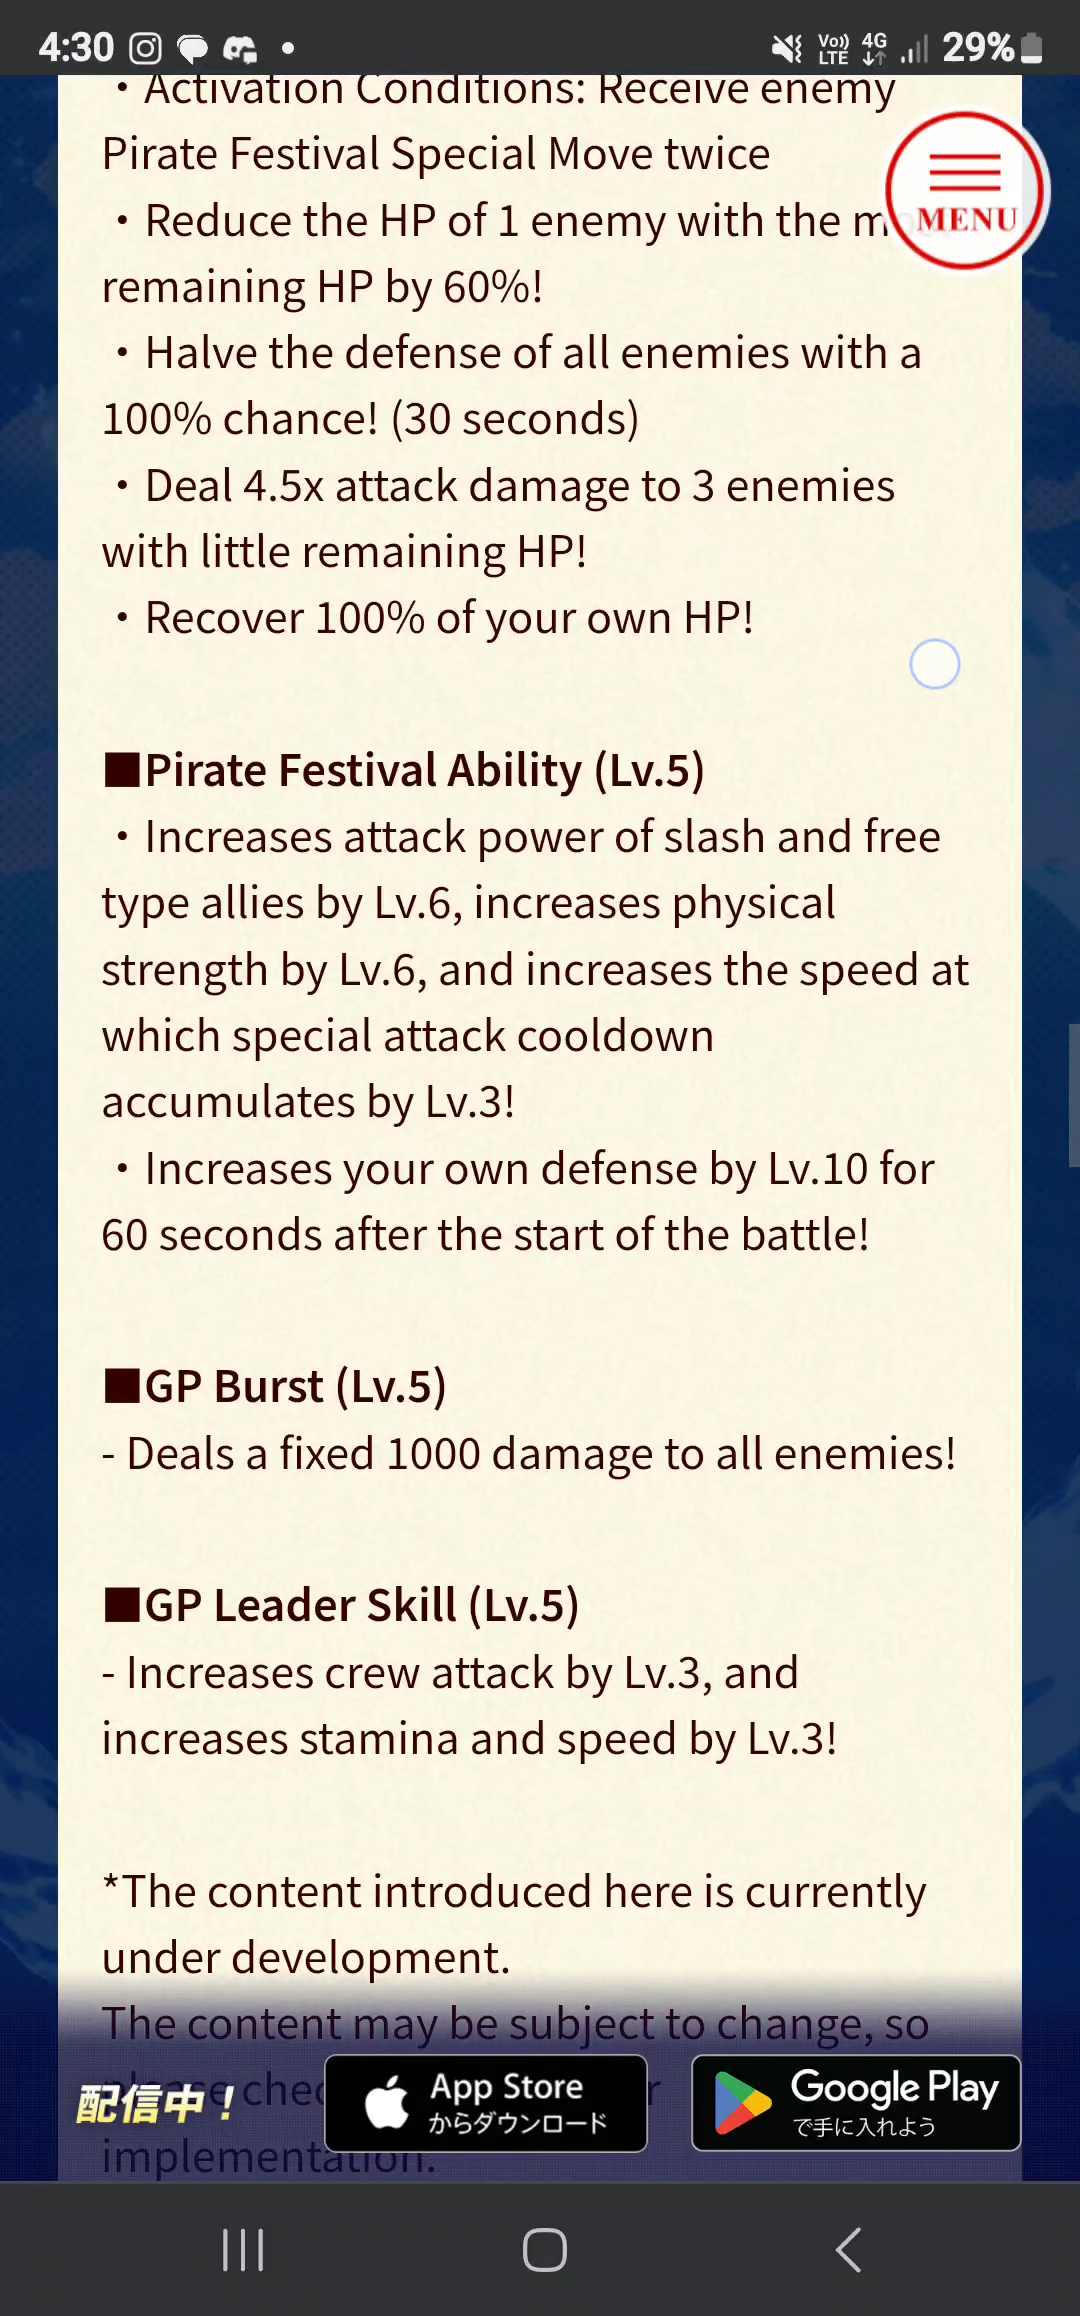 4:30
Vo)) LTE 4G 29%
・Activation Conditions: Receive enemy
Pirate Festival Special Move twice
・Reduce the HP of 1 enemy with the
MENU
remaining HP by 60%!
・Halve the defense of all enemies with a
100% chance! (30 seconds)
・Deal 4.5x attack damage to 3 enemies
with little remaining HP!
・Recover 100% of your own HP!
■Pirate Festival Ability (Lv.5)
・Increases attack power of slash and free
type allies by Lv.6, increases physical
strength by Lv.6, and increases the speed at
which special attack cooldown
accumulates by Lv.3!
・Increases your own defense by Lv.10 for
60 seconds after the start of the battle!
■GP Burst (Lv.5)
- Deals a fixed 1000 damage to all enemies!
■GP Leader Skill (Lv.5)
- Increases crew attack by Lv.3, and
increases stamina and speed by Lv.3!
*The content introduced here is currently
under development.
The content may be subject to change, so
implementation.
配信中！
App Store
からダウンロード
Google Play
で手に入れよう